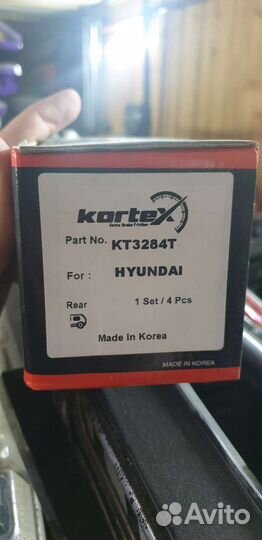 korteX
Korea Brake Friction
Part No. KT3284T
For : HYUNDAI
Rear 1 Set / 4 Pcs
Made in Korea
MADE IN KOREA
Avito